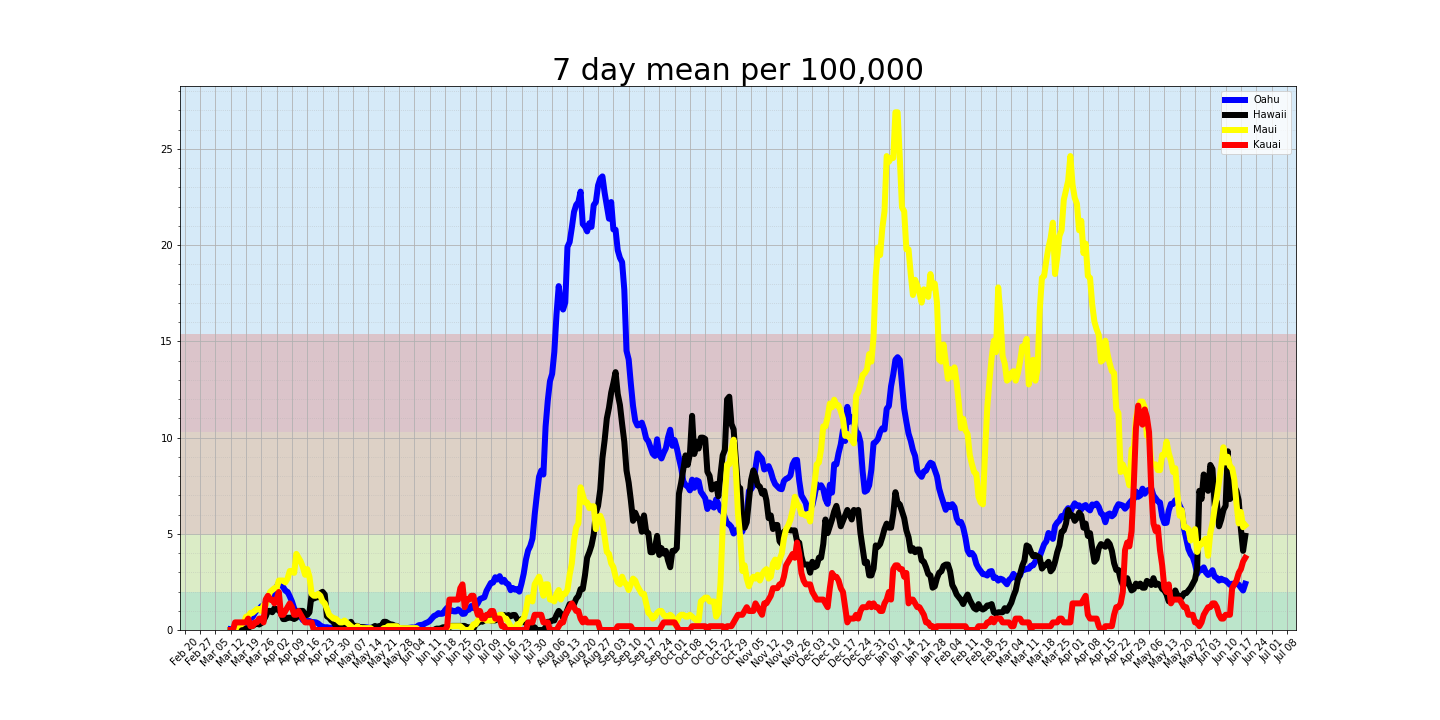 7 day mean per 100,000
Oahu
Hawaii
Maui
Kauai
25
20
15
10
5
0
Feb 20
Feb 27
Mar 05
Mar 12
Mar 19
Mar 26
Apr 02
Apr 09
Apr 16
Apr 23
Apr 30
May 07
May 14
May 21
May 28
Jun 04
Jun 11
Jun 18
Jun 25
Jul 02
Jul 09
Jul 16
Jul 23
Jul 30
Aug 06
Aug 13
Aug 20
Aug 27
Sep 03
Sep 10
Sep 17
Sep 24
Oct 01
Oct 08
Oct 15
Oct 22
Oct 29
Nov 05
Nov 12
Nov 19
Nov 26
Dec 03
Dec 10
Dec 17
Dec 24
Dec 31
Jan 07
Jan 14
Jan 21
Jan 28
Feb 04
Feb 11
Feb 18
Feb 25
Mar 04
Mar 11
Mar 18
Mar 25
Apr 01
Apr 08
Apr 15
Apr 22
Apr 29
May 06
May 13
May 20
May 27
Jun 03
Jun 10
Jun 17
Jun 24
Jul 01
Jul 08